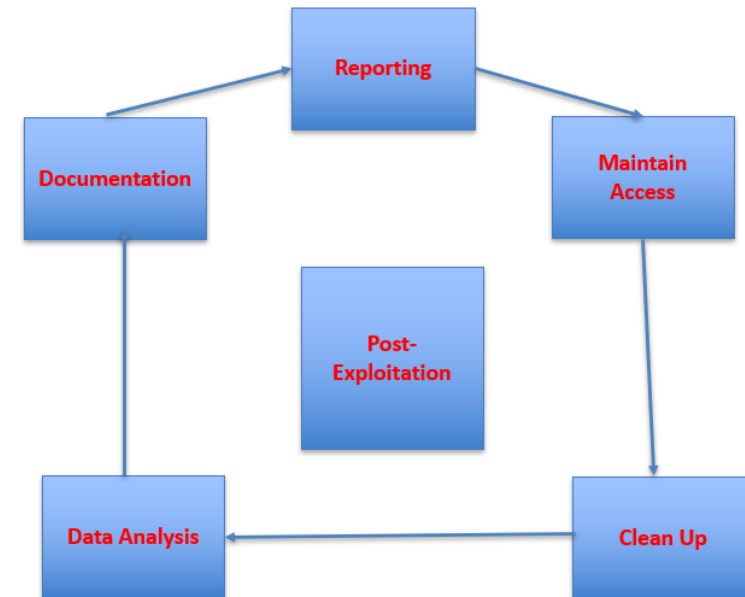 Reporting
Documentation
Maintain
Access
Post-
Exploitation
Data Analysis
Clean Up